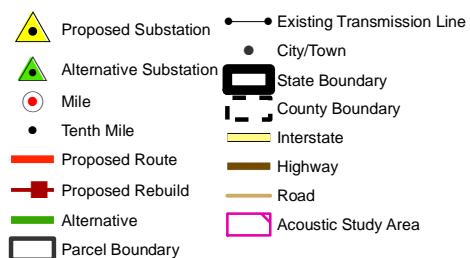 Proposed Substation
Alternative Substation
Mile
Tenth Mile
Proposed Route
Proposed Rebuild
Alternative
Parcel Boundary
Existing Transmission Line
City/Town
State Boundary
County Boundary
Interstate
Highway
Road
Acoustic Study Area